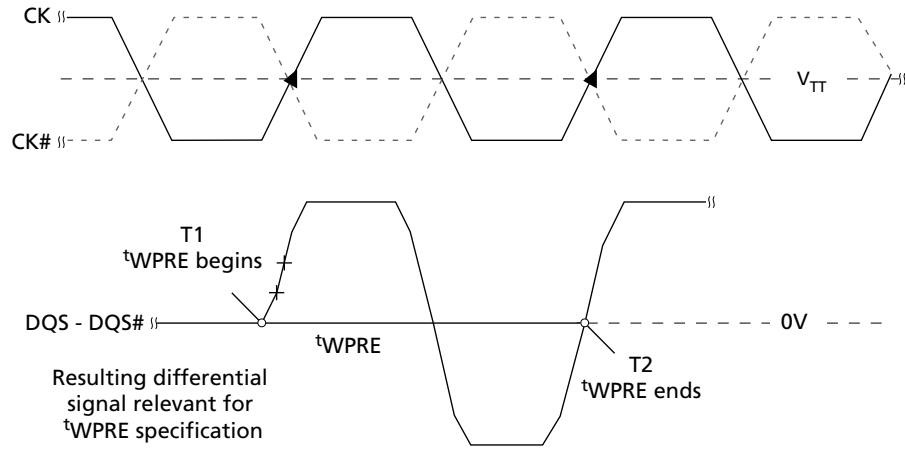 CK
V_TT
CK#
T1
tWPRE begins
DQS - DQS#
0V
tWPRE
T2
tWPRE ends
Resulting differential
signal relevant for
tWPRE specification